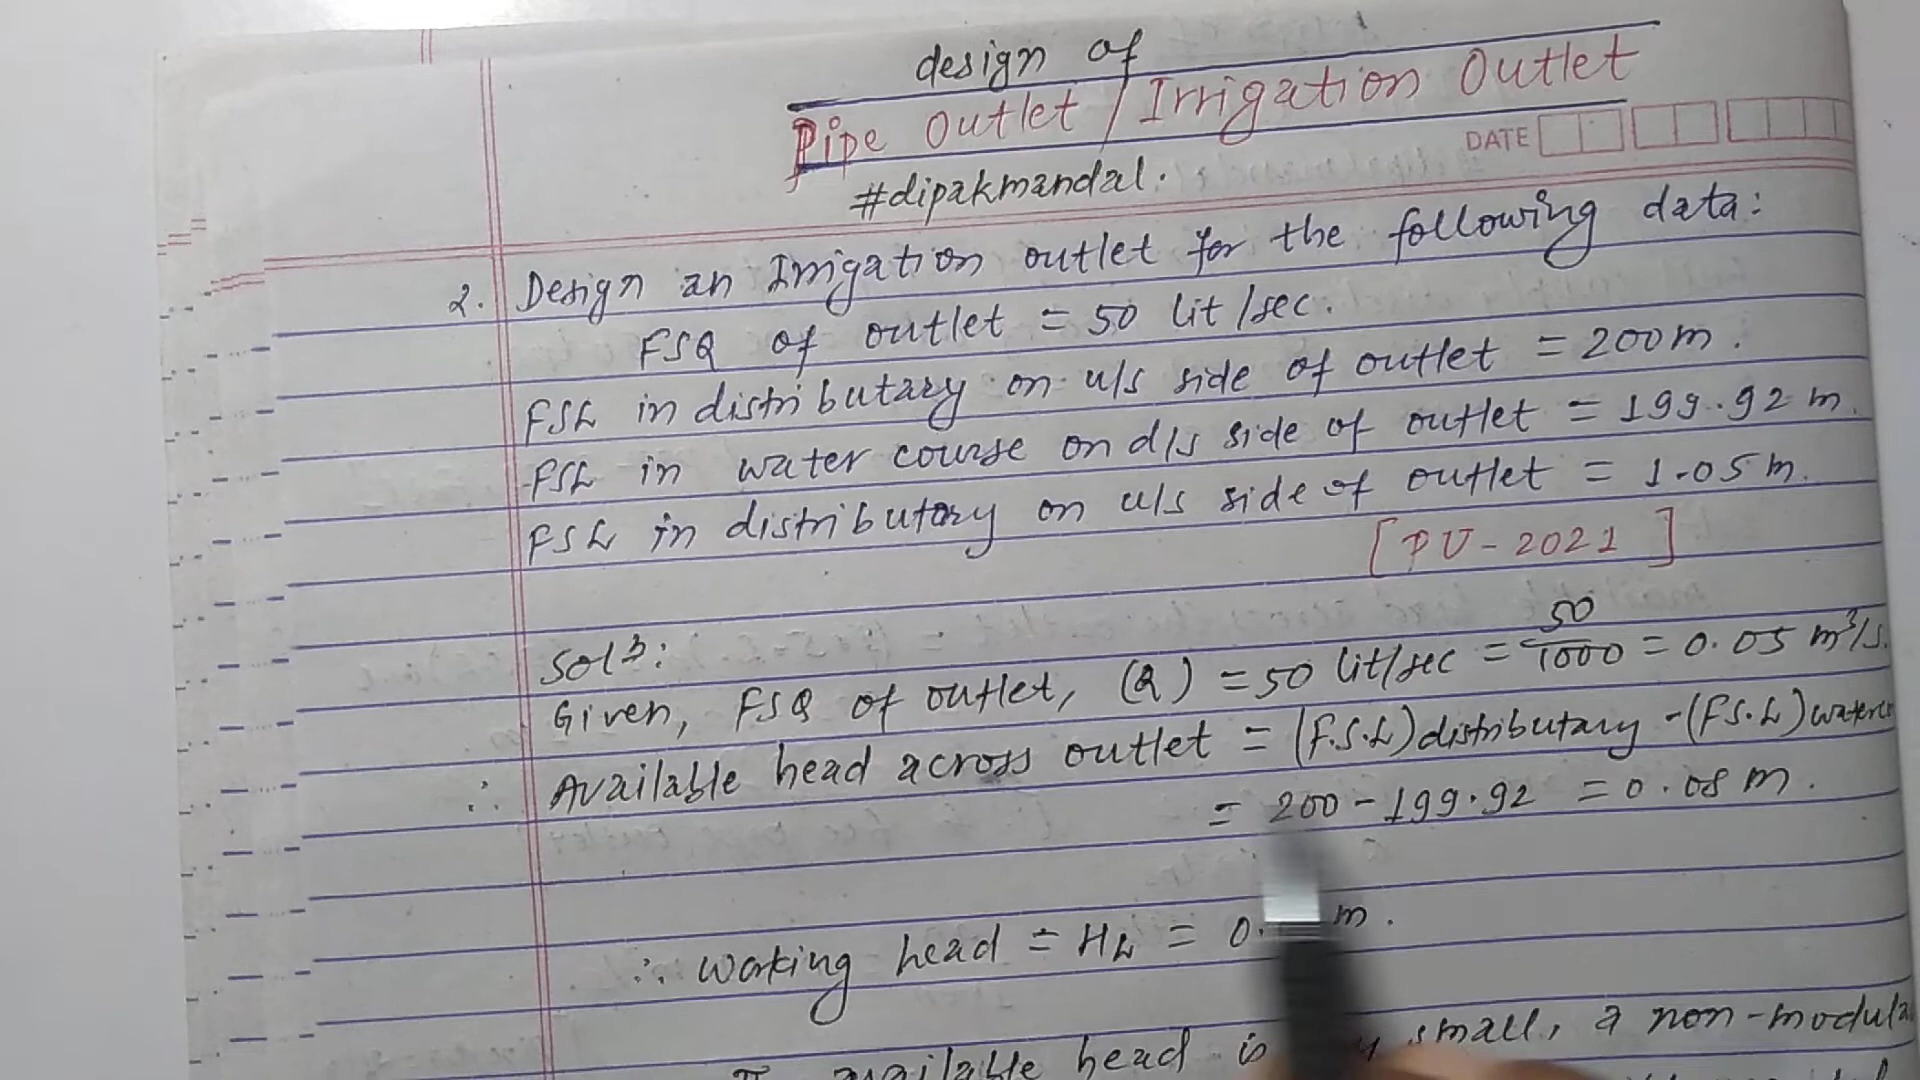 design of
Pipe Outlet / Irrigation Outlet
DATE
#dipakmandal.
2. Design an Irrigation outlet for the following data:
FSQ of outlet = 50 lit/sec.
FSL in distributary on u/s side of outlet = 200m.
FSL in water course on d/s side of outlet = 199.92 m.
FSL in distributory on u/s side of outlet = 1.05 m.
[PU-2021]
Solⁿ:
Given, FSQ of outlet, (Q) = 50 lit/sec = 50/1000 = 0.05 m³/s.
∴ Available head across outlet = (F.S.L) distributary - (F.S.L)
= 200 - 199.92 = 0.08 m.
∴ Working head = HL = 0. m.
available head is small, a